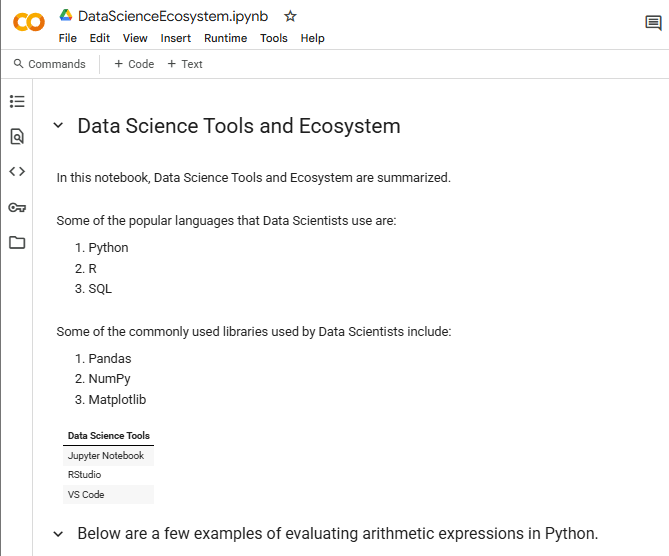 DataScienceEcosystem.ipynb
File Edit View Insert Runtime Tools Help
Commands + Code + Text
Data Science Tools and Ecosystem
In this notebook, Data Science Tools and Ecosystem are summarized.
Some of the popular languages that Data Scientists use are:
1. Python
2. R
3. SQL
Some of the commonly used libraries used by Data Scientists include:
1. Pandas
2. NumPy
3. Matplotlib
Data Science Tools
Jupyter Notebook
RStudio
VS Code
Below are a few examples of evaluating arithmetic expressions in Python.